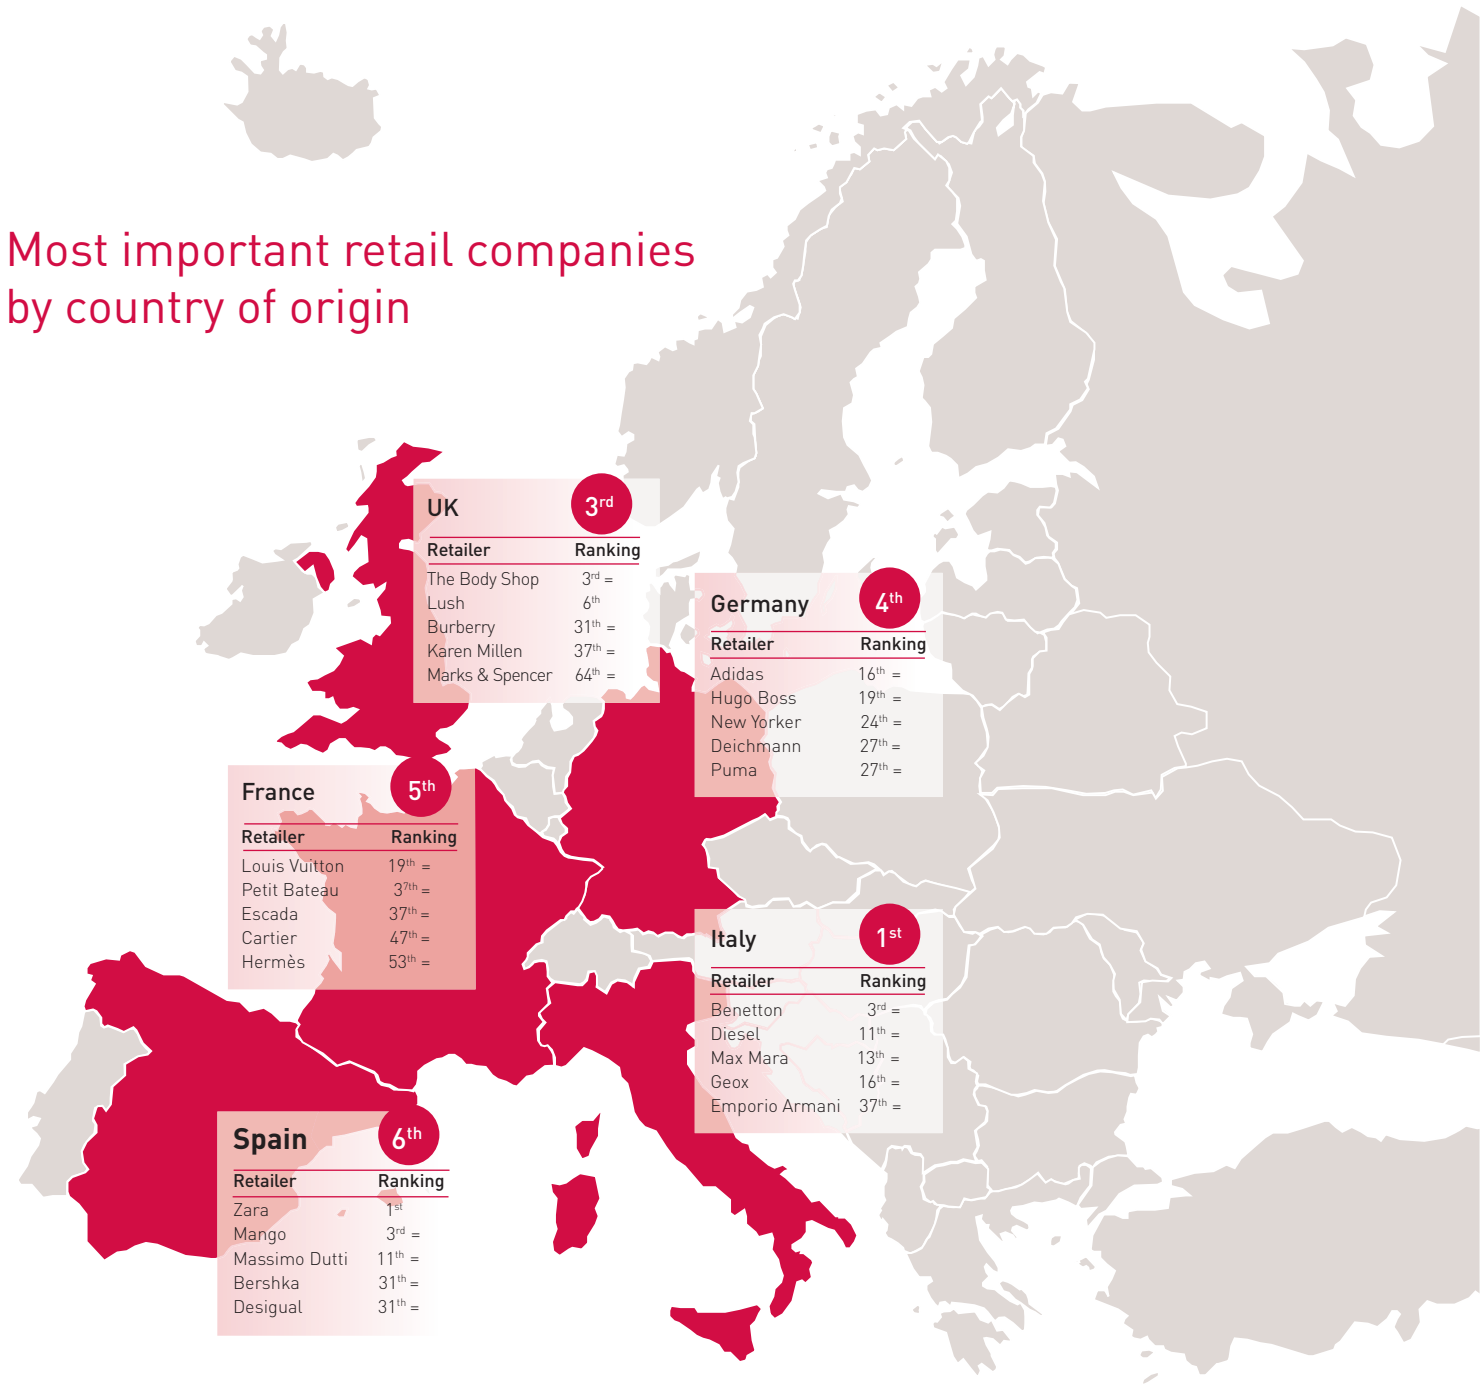 Most important retail companies
by country of origin
UK 3rd
Retailer Ranking
The Body Shop 3rd =
Lush 6th
Burberry 31th =
Karen Millen 37th =
Marks & Spencer 64th =
Germany 4th
Retailer Ranking
Adidas 16th =
Hugo Boss 19th =
New Yorker 24th =
Deichmann 27th =
Puma 27th =
France 5th
Retailer Ranking
Louis Vuitton 19th =
Petit Bateau 37th =
Escada 37th =
Cartier 47th =
Hermès 53th =
Italy 1st
Retailer Ranking
Benetton 3rd =
Diesel 11th =
Max Mara 13th =
Geox 16th =
Emporio Armani 37th =
Spain 6th
Retailer Ranking
Zara 1st
Mango 3rd =
Massimo Dutti 11th =
Bershka 31th =
Desigual 31th =